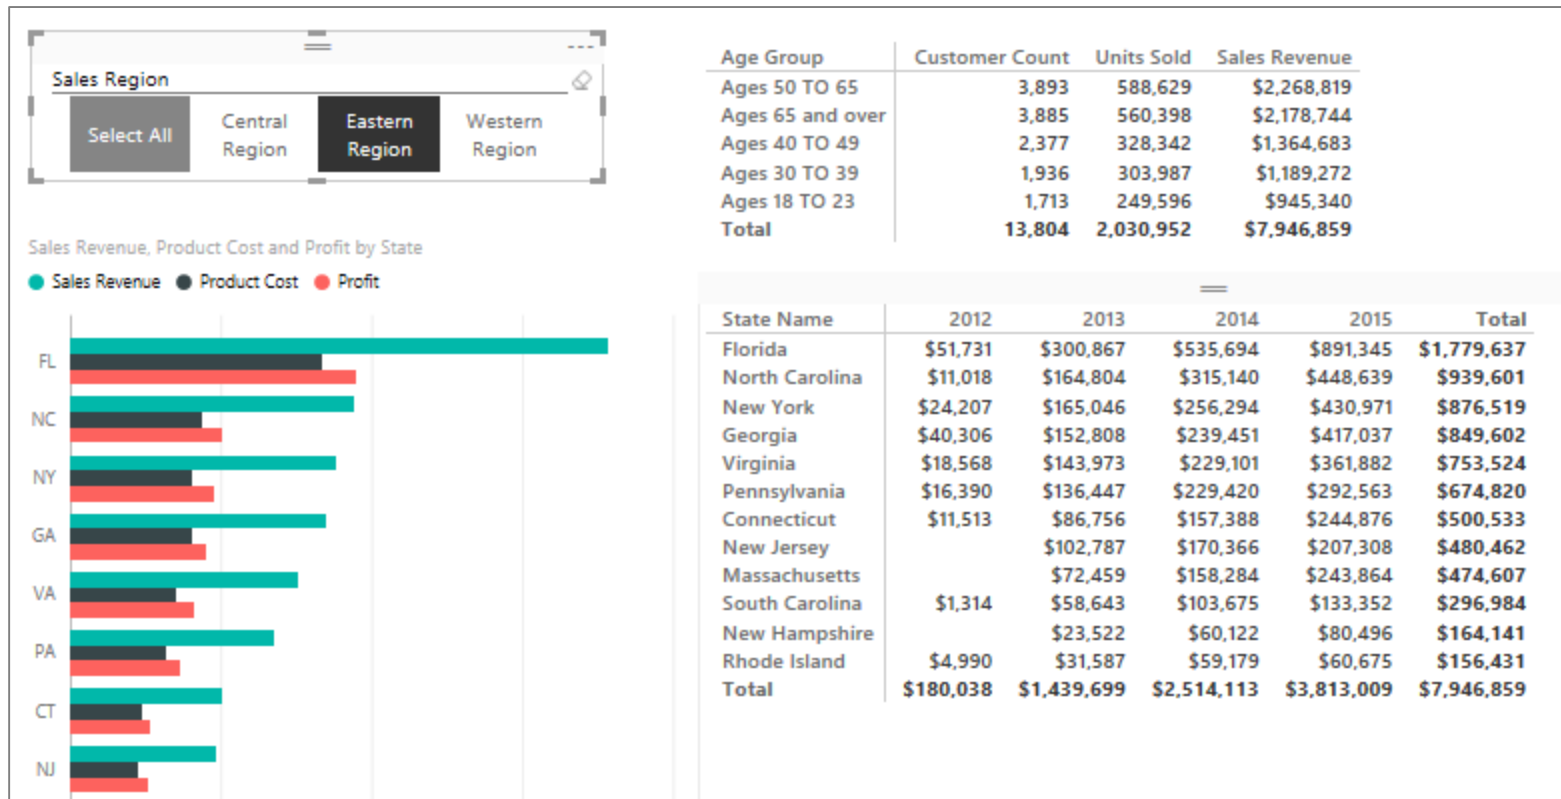 Sales Region
Select All Central Region Eastern Region Western Region
Sales Revenue, Product Cost and Profit by State
Sales Revenue Product Cost Profit
FL
NC
NY
GA
VA
PA
CT
NJ
Age Group Customer Count Units Sold Sales Revenue
Ages 50 TO 65 3,893 588,629 $2,268,819
Ages 65 and over 3,885 560,398 $2,178,744
Ages 40 TO 49 2,377 328,342 $1,364,683
Ages 30 TO 39 1,936 303,987 $1,189,272
Ages 18 TO 23 1,713 249,596 $945,340
Total 13,804 2,030,952 $7,946,859
State Name 2012 2013 2014 2015 Total
Florida $51,731 $300,867 $535,694 $891,345 $1,779,637
North Carolina $11,018 $164,804 $315,140 $448,639 $939,601
New York $24,207 $165,046 $256,294 $430,971 $876,519
Georgia $40,306 $152,808 $239,451 $417,037 $849,602
Virginia $18,568 $143,973 $229,101 $361,882 $753,524
Pennsylvania $16,390 $136,447 $229,420 $292,563 $674,820
Connecticut $11,513 $86,756 $157,388 $244,876 $500,533
New Jersey $102,787 $170,366 $207,308 $480,462
Massachusetts $72,459 $158,284 $243,864 $474,607
South Carolina $1,314 $58,643 $103,675 $133,352 $296,984
New Hampshire $23,522 $60,122 $80,496 $164,141
Rhode Island $4,990 $31,587 $59,179 $60,675 $156,431
Total $180,038 $1,439,699 $2,514,113 $3,813,009 $7,946,859